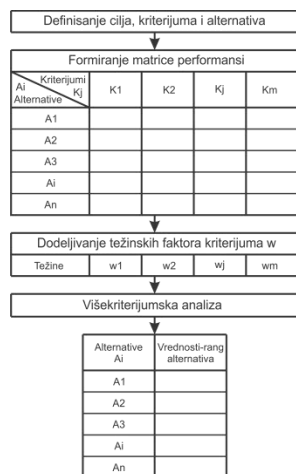 Definisanje cilja, kriterijuma i alternativa
Formiranje matrice performansi
Ai Kriterijumi Kj Alternative K1 K2 Kj Km
A1
A2
A3
Ai
An
Dodeljivanje težinskih faktora kriterijuma w
Težine w1 w2 wj wm
Višekriterijumska analiza
Alternative Vrednosti-rang
Ai alternativa
A1
A2
A3
Ai
An